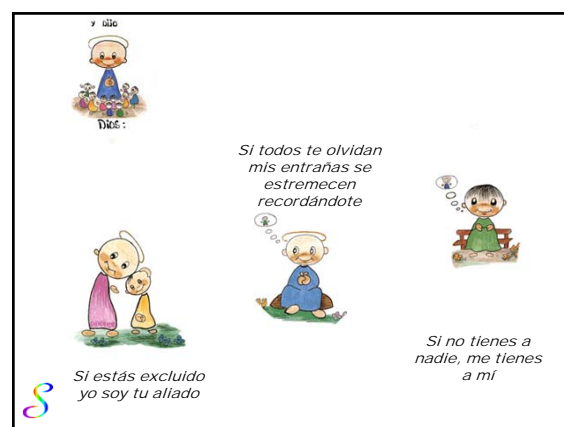 y dijo
Dios:
Si todos te olvidan
mis entrañas se
estremecen
recordándote
Si estás excluido
yo soy tu aliado
Si no tienes a
nadie, me tienes
a mí
S